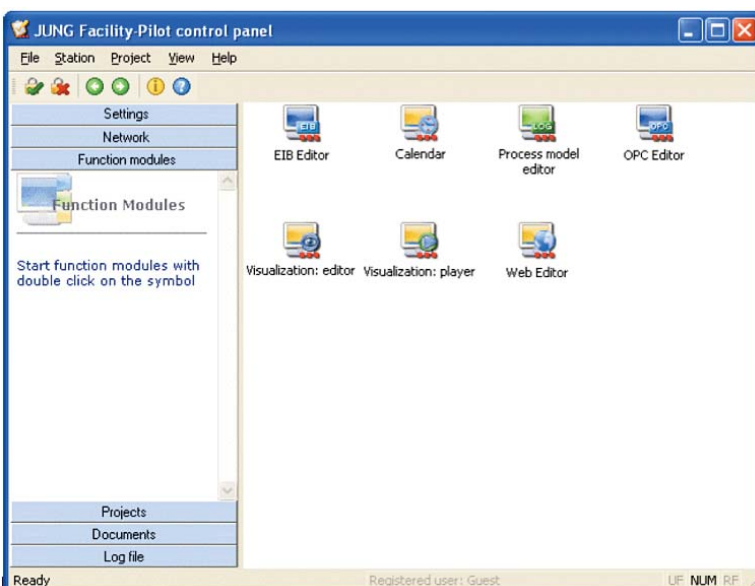 JUNG Facility-Pilot control panel
File Station Project View Help
Settings
Network
Function modules
Function Modules
Start function modules with
double click on the symbol
Projects
Documents
Log file
EIB
EIB Editor
Calendar
LOG
Process model
editor
OPC
OPC Editor
Visualization: editor
Visualization: player
Web Editor
Ready
Registered user: Guest
UF NUM RF